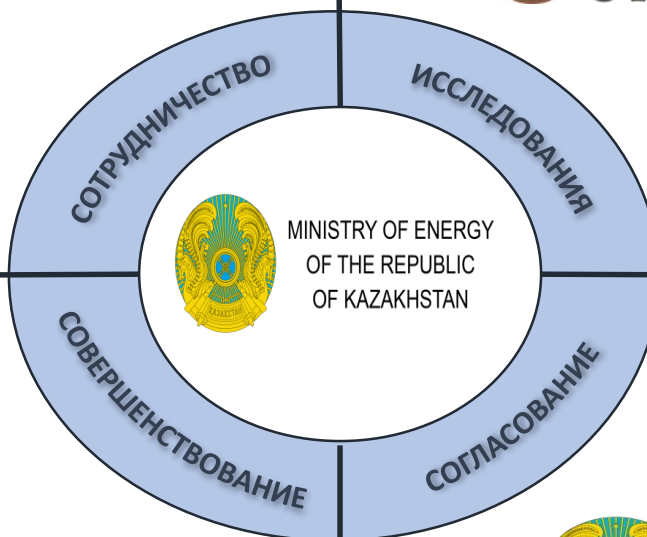 СОТРУДНИЧЕСТВО
ИССЛЕДОВАНИЯ
MINISTRY OF ENERGY
OF THE REPUBLIC
OF KAZAKHSTAN
СОВЕРШЕНСТВОВАНИЕ
СОГЛАСОВАНИЕ